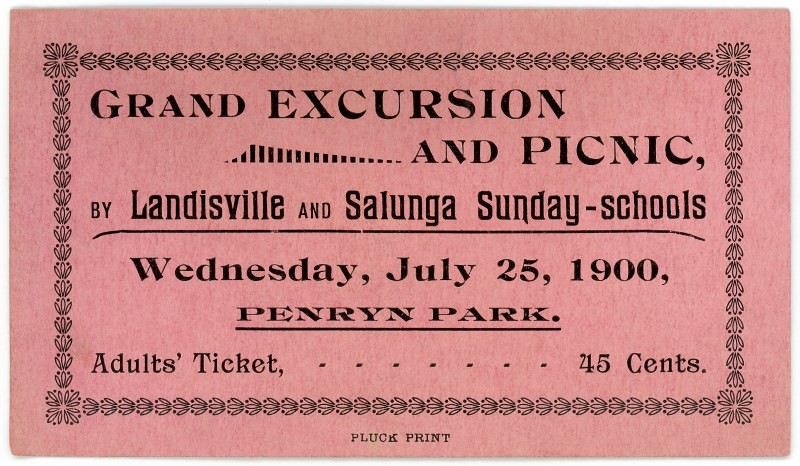 GRAND EXCURSION
AND PICNIC,
BY Landisville AND Salunga Sunday-schools
Wednesday, July 25, 1900,
PENRYN PARK.
Adults' Ticket, - - - - - - - 45 Cents.
PLUCK PRINT